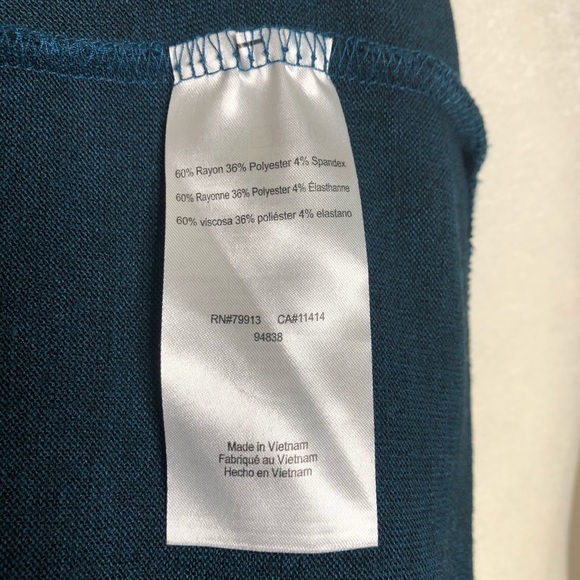 60% Rayon 36% Polyester 4% Spandex
60% Rayonne 36% Polyester 4% Élasthanne
60% viscosa 36% poliéster 4% elastano
RN#79913 CA#11414
94838
Made in Vietnam
Fabriqué au Vietnam
Hecho en Vietnam